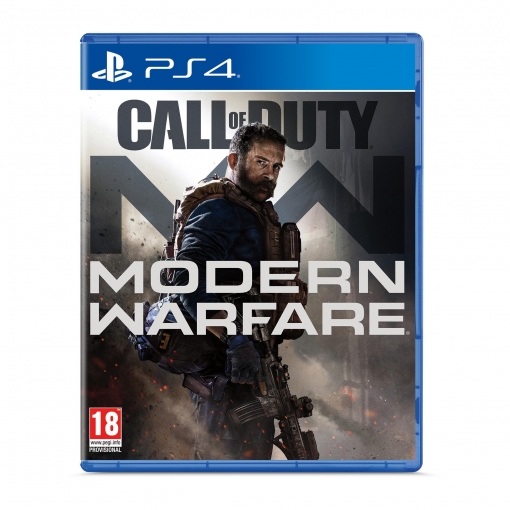 PS4
CALL OF DUTY
MODERN
WARFARE
18
www.pegi.info
PROVISIONAL